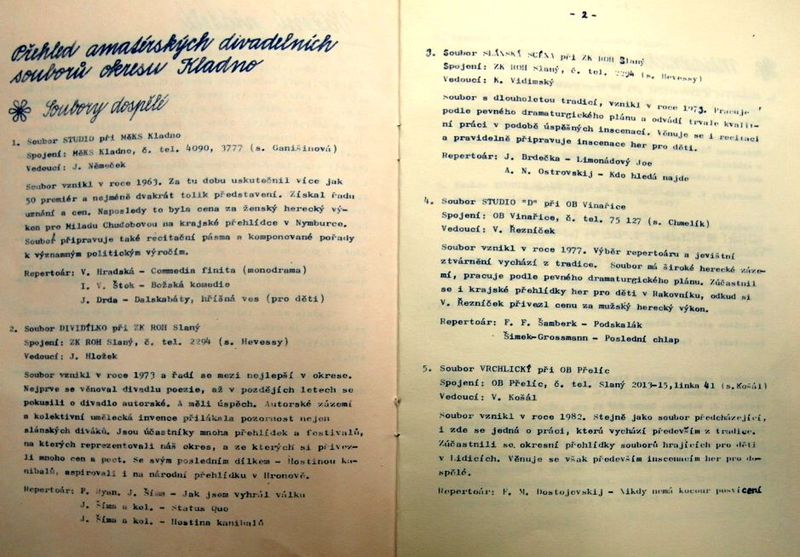 Přehled amatérských divadelních
souborů okresu Kladno
Soubory dospělé
1. Soubor STUDIO při MěKS Kladno
Spojení: MěKS Kladno, č. tel. 4090, 3777 (s. Ganišinová)
Vedoucí: J. Němeček
Soubor vznikl v roce 1963. Za tu dobu uskutečnil více jak
50 premiér a nejméně dvakrát tolik představení. Získal řadu
uznání a cen. Naposledy to byla cena za ženský herecký vý-
kon pro Miladu Chudobovou na krajské přehlídce v Nymburce.
Soubor připravuje také recitační pásma a komponované pořady
k významným politickým výročím.
Repertoár: V. Hradská - Commedia finita (monodrama)
I. V. Štok - Božská komedie
J. Drda - Dalskabáty, hříšná ves (pro děti)
2. Soubor DIVIDÝLKO při ZK ROH Slaný
Spojení: ZK ROH Slaný, č. tel. 2294 (s. Hevessy)
Vedoucí: J. Hložek
Soubor vznikl v roce 1973 a řadí se mezi nejlepší v okrese.
Nejprve se věnoval divadlu poezie, až v pozdějích letech se
pokusili o divadlo autorské. A měli úspěch. Autorské zázemí
a kolektivní umělecká invence přilákala pozornost nejen
slánských diváků. Jsou účastníky mnoha přehlídek a festivalů,
na kterých reprezentovali náš okres, a ze kterých si přivez-
li mnoho cen a poct. Se svým posledním dílkem - Hostinou ka-
nibalů, aspirovali i na národní přehlídku v Hronově.
Repertoár: F. Ryan. J. Šíma - Jak jsem vyhrál válku
J. Šíma a kol. - Status Quo
J. Šíma a kol. - Hostina kanibalů
- 2 -
3. Soubor SLÁNSKÁ SCÉNA při ZK ROH Slaný
Spojení: ZK ROH Slaný, č. tel. 2294 (s. Hevessy)
Vedoucí: K. Vidimský
Soubor s dlouholetou tradicí, vznikl v roce 1973. Pracuje
podle pevného dramaturgického plánu a odvádí trvale kvalit-
ní práci v podobě úspěšných inscenací. Věnuje se i recitaci
a pravidelně připravuje inscenace her pro děti.
Repertoár: J. Brdečka - Limonádový Joe
A. N. Ostrovskij - Kdo hledá najde
4. Soubor STUDIO "D" při OB Vinařice
Spojení: OB Vinařice, č. tel. 75 127 (s. Chmelík)
Vedoucí: V. Řezníček
Soubor vznikl v roce 1977. Výběr repertoáru a jevištní
ztvárnění vychází z tradice. Soubor má široké herecké záze-
mí, pracuje podle pevného dramaturgického plánu. Zúčastnil
se i krajské přehlídky her pro děti v Rakovníku, odkud si
V. Řezníček přivezl cenu za mužský herecký výkon.
Repertoár: F. F. Šamberk - Podskalák
Šimek-Grossmann - Poslední chlap
5. Soubor VRCHLICKÝ při OB Přelíc
Spojení: OB Přelíc, č. tel. Slaný 2013-15,linka 41 (s.Košál)
Vedoucí: V. Košál
Soubor vznikl v roce 1982. Stejně jako soubor předcházející,
i zde se jedná o práci, která vychází především z tradice.
Zúčastnili se okresní přehlídky souborů hrajících pro děti
v Lidicích. Věnuje se však především inscenacím her pro do-
spělé.
Repertoár: F. M. Dostojevskij - Nikdy nemá kocour posvícení